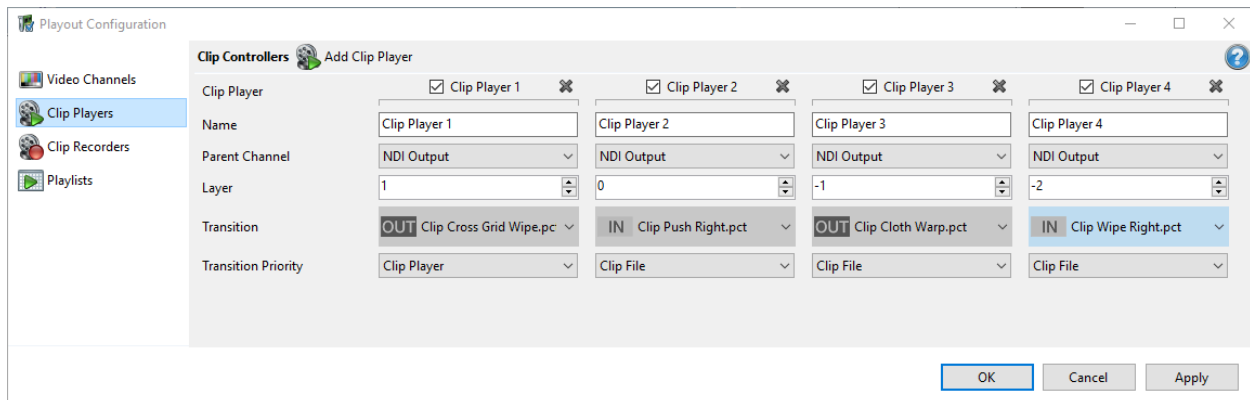 Playout Configuration
Clip Controllers Add Clip Player
Video Channels
Clip Players
Clip Recorders
Playlists
Clip Player Clip Player 1 Clip Player 2 Clip Player 3 Clip Player 4
Name Clip Player 1 Clip Player 2 Clip Player 3 Clip Player 4
Parent Channel NDI Output NDI Output NDI Output NDI Output
Layer 1 0 -1 -2
Transition OUT Clip Cross Grid Wipe.pc IN Clip Push Right.pct OUT Clip Cloth Warp.pct IN Clip Wipe Right.pct
Transition Priority Clip Player Clip File Clip File Clip File
OK Cancel Apply